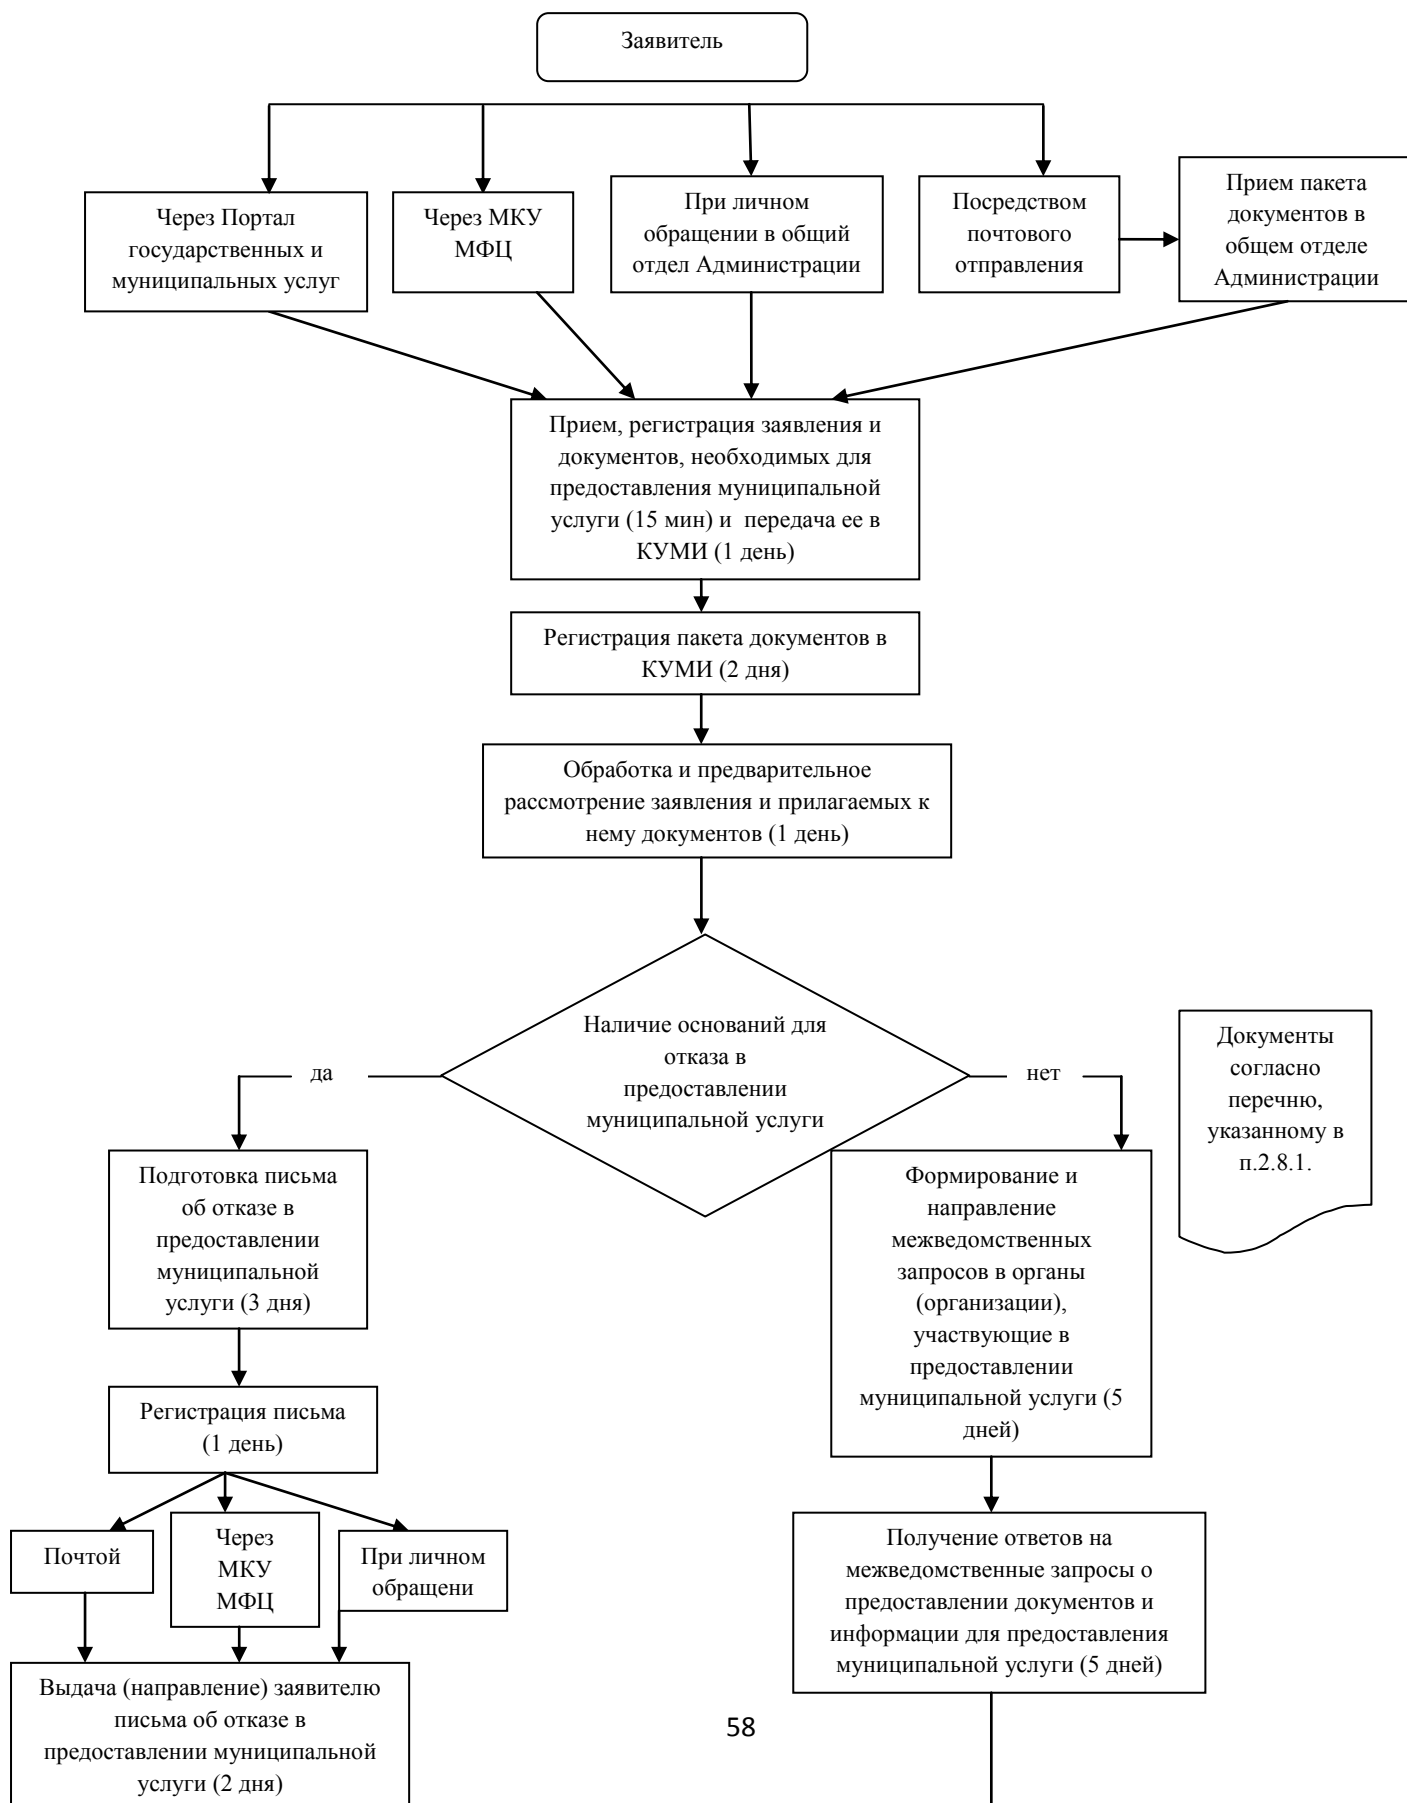 Заявитель
Через Портал
государственных и
муниципальных услуг
Через МКУ
МФЦ
При личном
обращении в общий
отдел Администрации
Посредством
почтового
отправления
Прием пакета
документов в
общем отделе
Администрации
Прием, регистрация заявления и
документов, необходимых для
предоставления муниципальной
услуги (15 мин) и передача ее в
КУМИ (1 день)
Регистрация пакета документов в
КУМИ (2 дня)
Обработка и предварительное
рассмотрение заявления и прилагаемых к
нему документов (1 день)
Наличие оснований для
отказа в
предоставлении
муниципальной услуги
да
нет
Документы
согласно
перечню,
указанному в
п.2.8.1.
Подготовка письма
об отказе в
предоставлении
муниципальной
услуги (3 дня)
Формирование и
направление
межведомственных
запросов в органы
(организации),
участвующие в
предоставлении
муниципальной услуги (5
дней)
Регистрация письма
(1 день)
Почтой
Через
МКУ
МФЦ
При личном
обращени
Получение ответов на
межведомственные запросы о
предоставлении документов и
информации для предоставления
муниципальной услуги (5 дней)
Выдача (направление) заявителю
письма об отказе в
предоставлении муниципальной
услуги (2 дня)
58